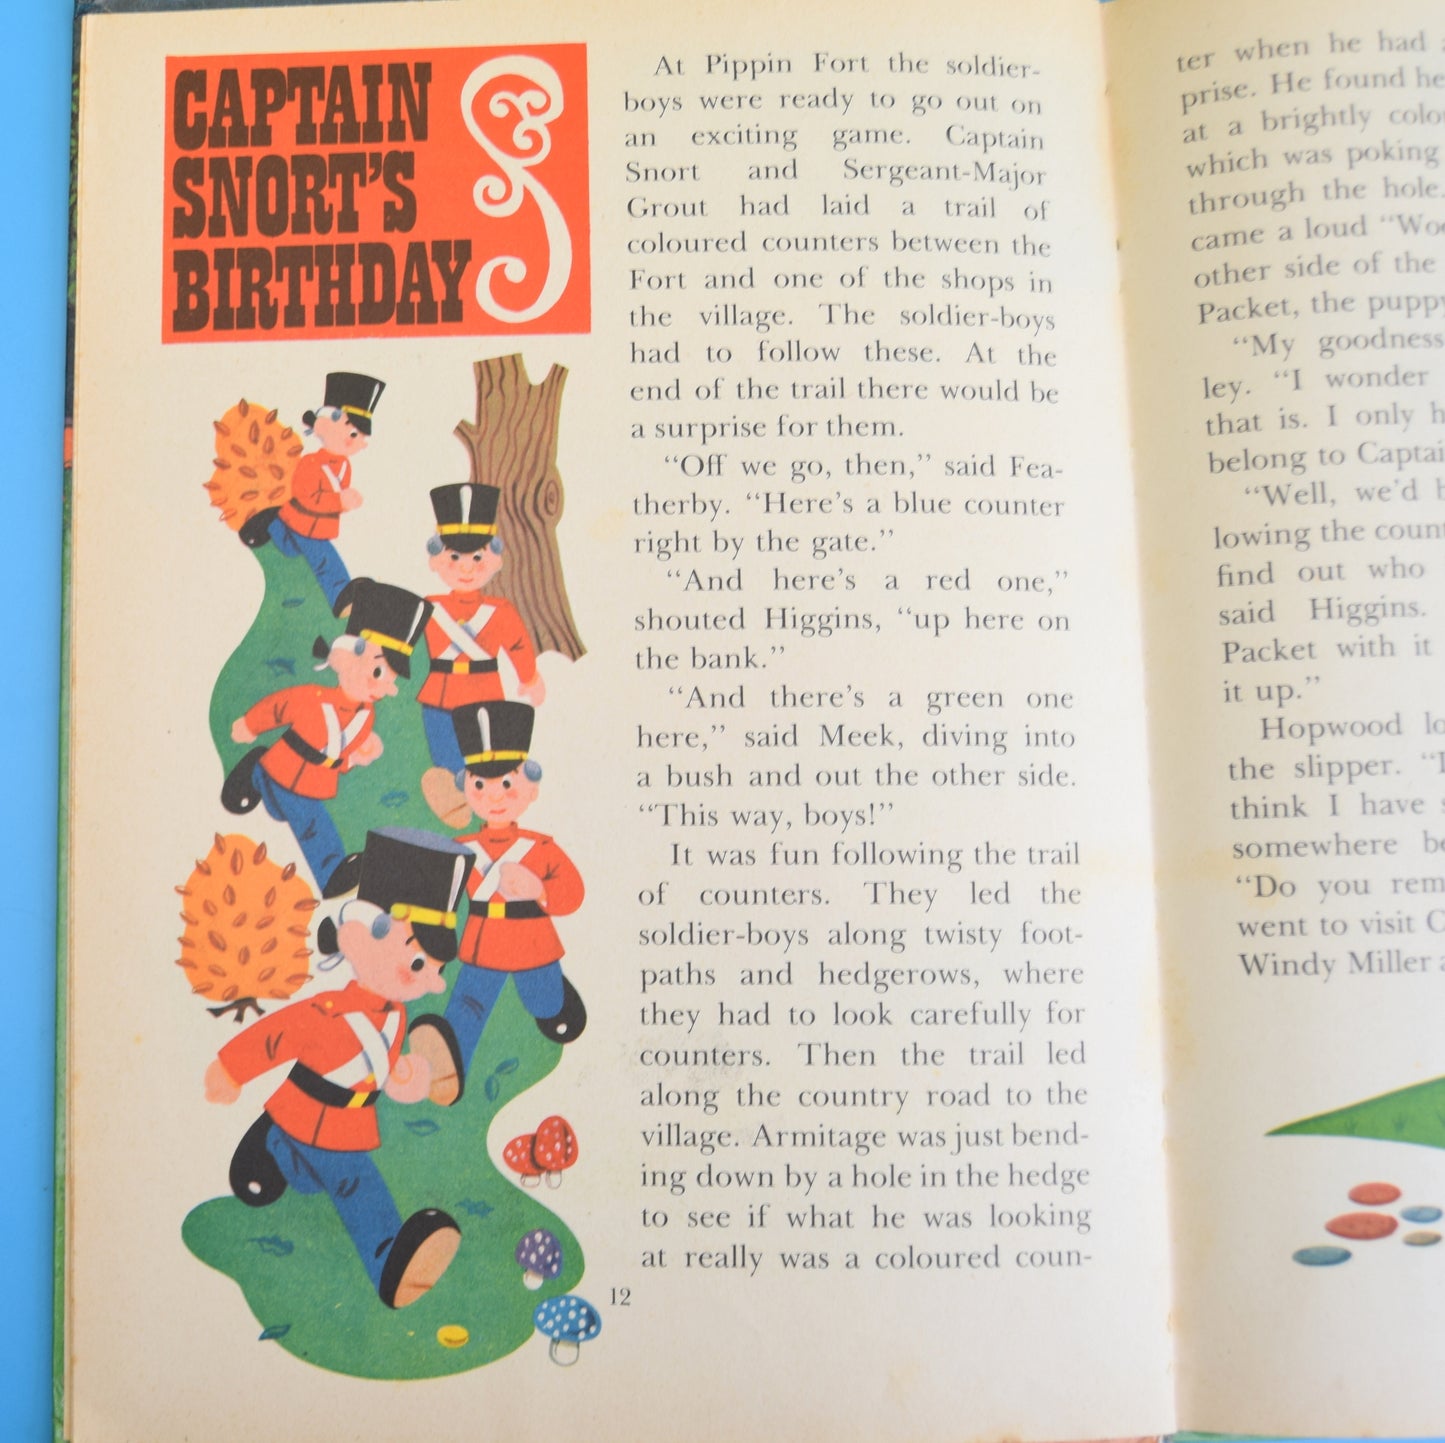 CAPTAIN
SNORT'S
BIRTHDAY
At Pippin Fort the soldier-
boys were ready to go out on
an exciting game. Captain
Snort and Sergeant-Major
Grout had laid a trail of
coloured counters between the
Fort and one of the shops in
the village. The soldier-boys
had to follow these. At the
end of the trail there would be
a surprise for them.
“Off we go, then,” said Fea-
therby. “Here’s a blue counter
right by the gate.”
“And here’s a red one,”
shouted Higgins, “up here on
the bank.”
“And there’s a green one
here,” said Meek, diving into
a bush and out the other side.
“This way, boys!”
It was fun following the trail
of counters. They led the
soldier-boys along twisty foot-
paths and hedgerows, where
they had to look carefully for
counters. Then the trail led
along the country road to the
village. Armitage was just bend-
ing down by a hole in the hedge
to see if what he was looking
at really was a coloured coun-
12
ter when he had
prise. He found
at a brightly
which was poking
through the hole.
came a loud
other side of the
Packet, the puppy
“My goodness
ley. “I wonder
that is. I only
belong to
“Well, we’d
lowing the
find out who
said Higgins.
Packet with it
it up.”
Hopwood
the slipper.
think I have
somewhere
“Do you
went to visit
Windy Miller